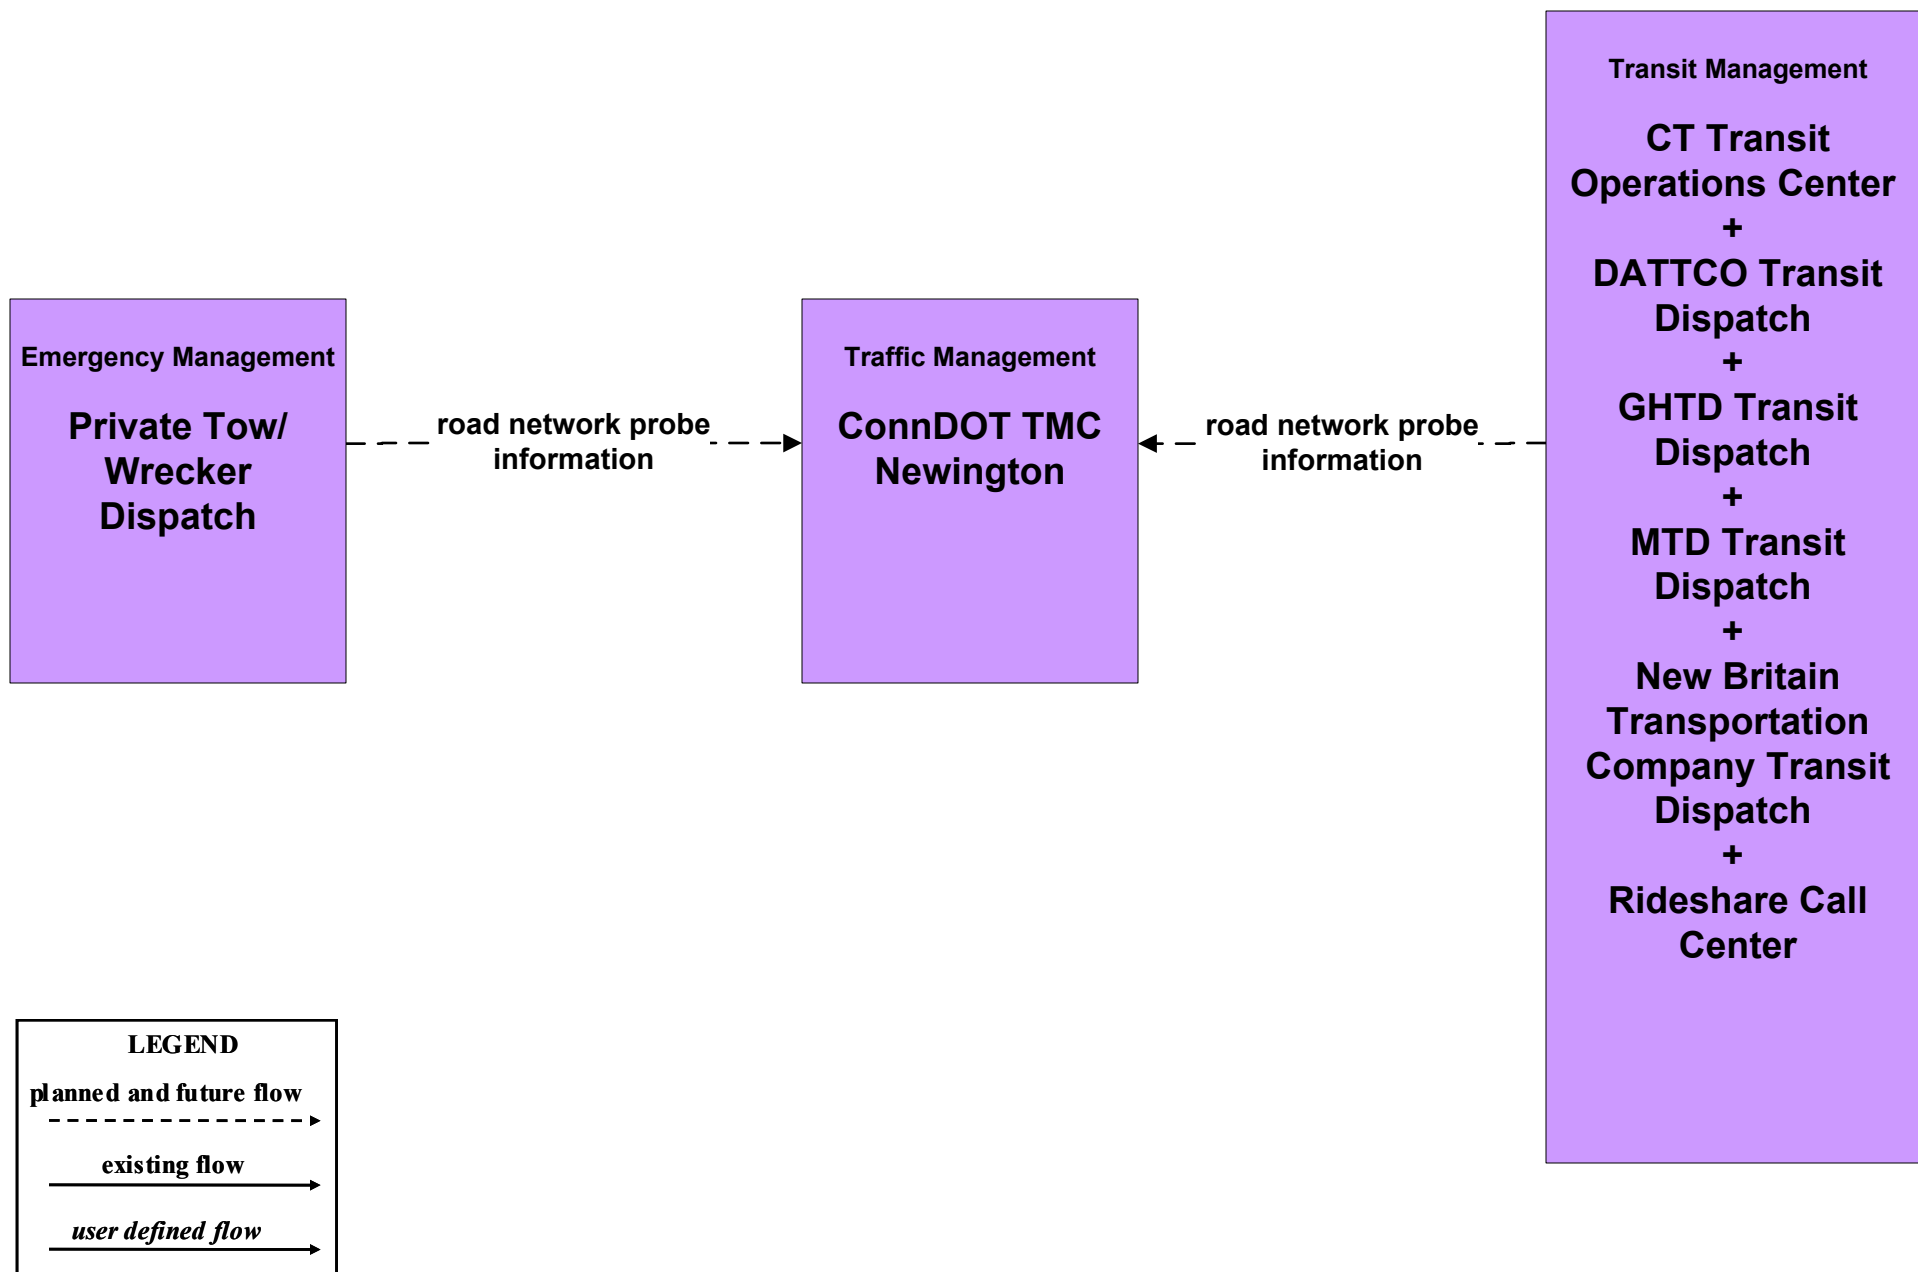 Emergency Management
Private Tow/
Wrecker
Dispatch
road network probe
information
Traffic Management
ConnDOT TMC
Newington
road network probe
information
Transit Management
CT Transit
Operations Center
+
DATTCO Transit
Dispatch
+
GHTD Transit
Dispatch
+
MTD Transit
Dispatch
+
New Britain
Transportation
Company Transit
Dispatch
+
Rideshare Call
Center
LEGEND
planned and future flow
existing flow
user defined flow